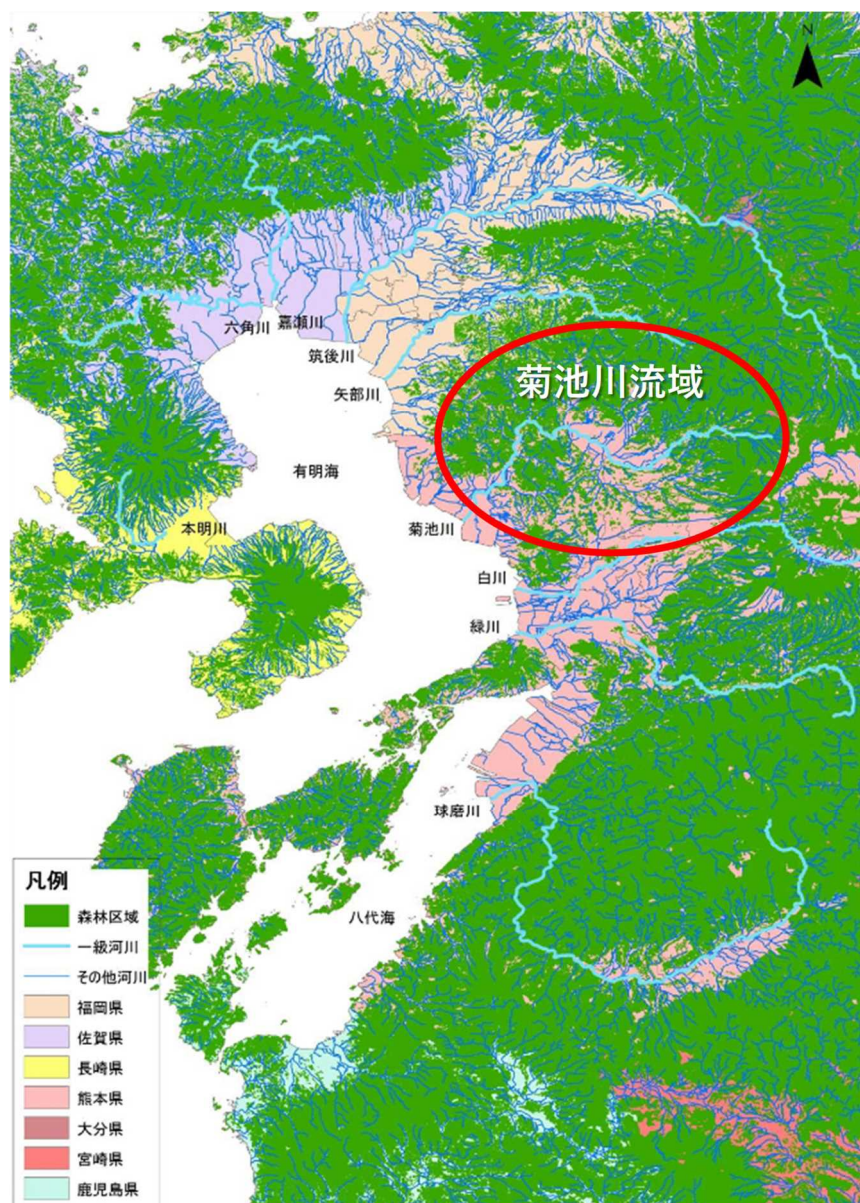 N
六角川
嘉瀬川
筑後川
矢部川
菊池川流域
有明海
本明川
菊池川
白川
緑川
球磨川
八代海
凡例
森林区域
一級河川
その他河川
福岡県
佐賀県
長崎県
熊本県
大分県
宮崎県
鹿児島県